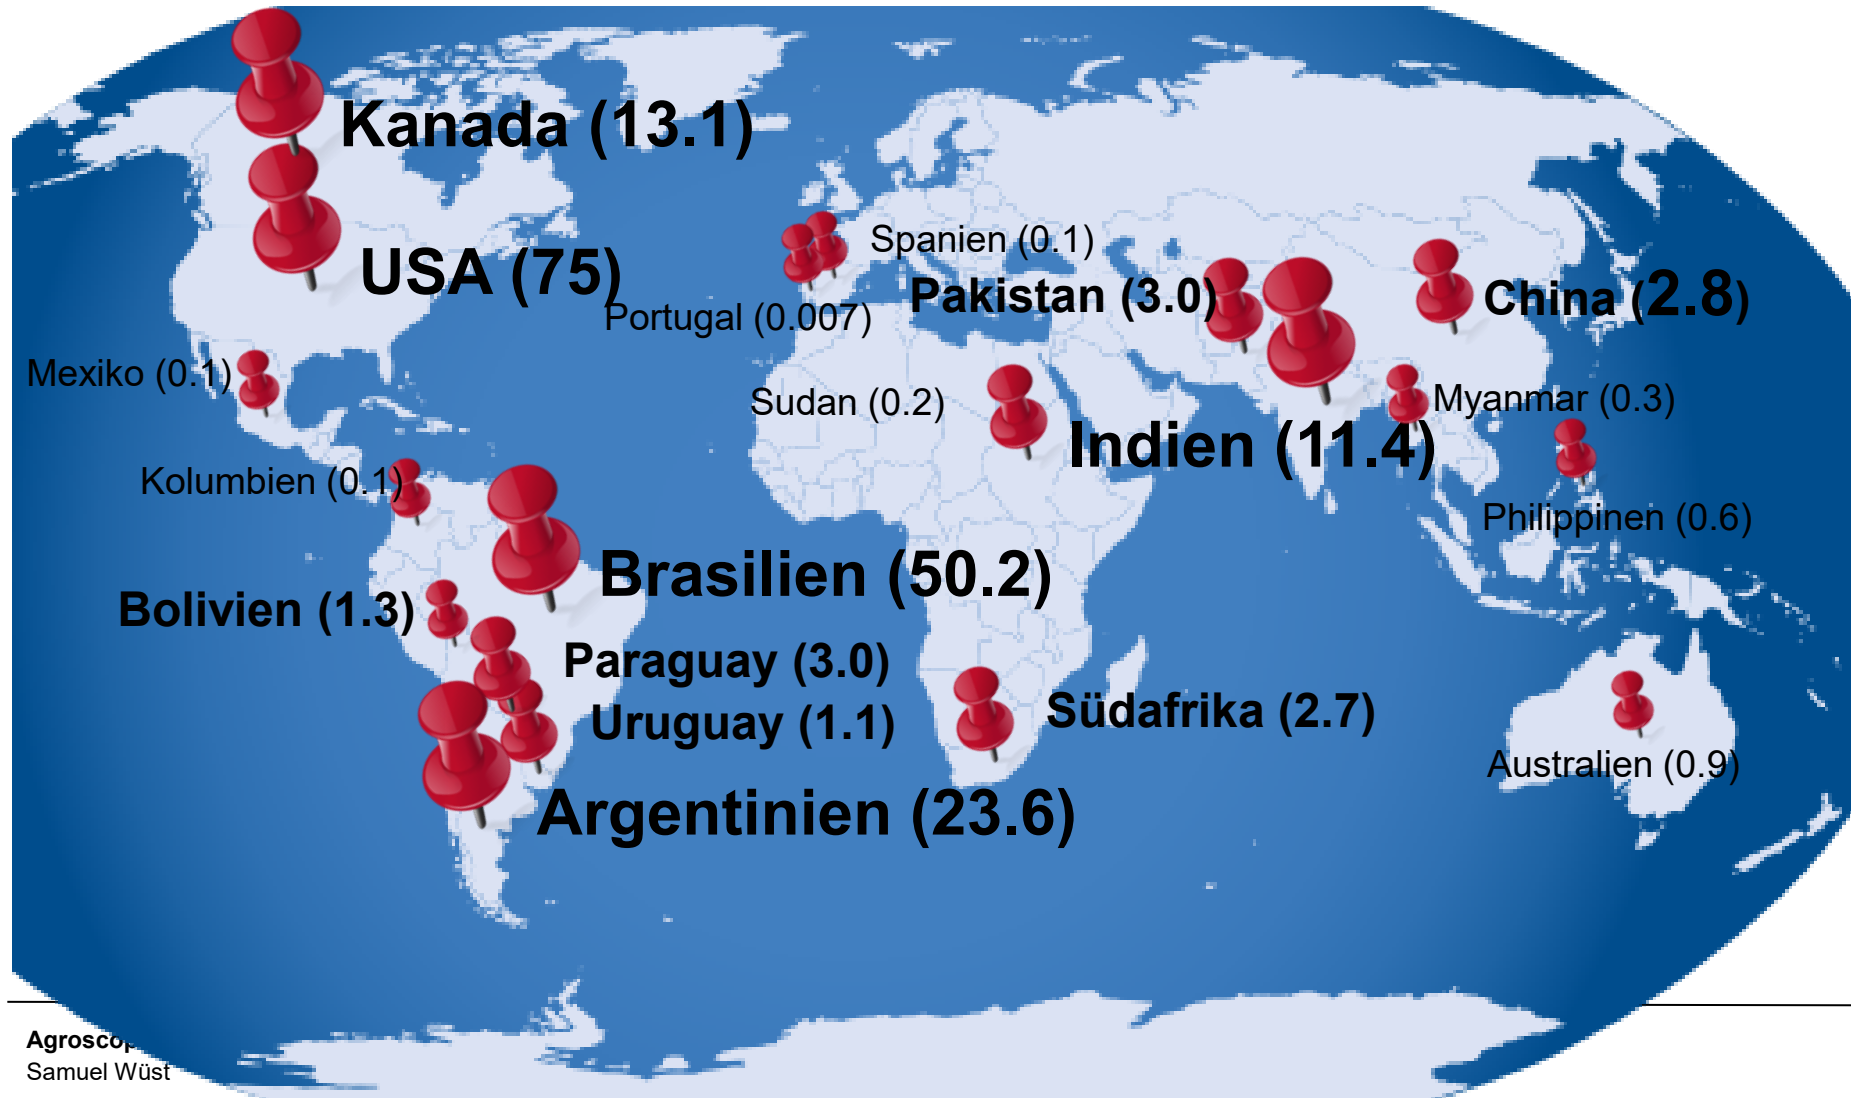 Kanada (13.1)
USA (75)
Spanien (0.1)
Portugal (0.007)
Pakistan (3.0)
China (2.8)
Mexiko (0.1)
Sudan (0.2)
Myanmar (0.3)
Indien (11.4)
Kolumbien (0.1)
Philippinen (0.6)
Brasilien (50.2)
Bolivien (1.3)
Paraguay (3.0)
Uruguay (1.1)
Südafrika (2.7)
Australien (0.9)
Argentinien (23.6)
Samuel Wüst